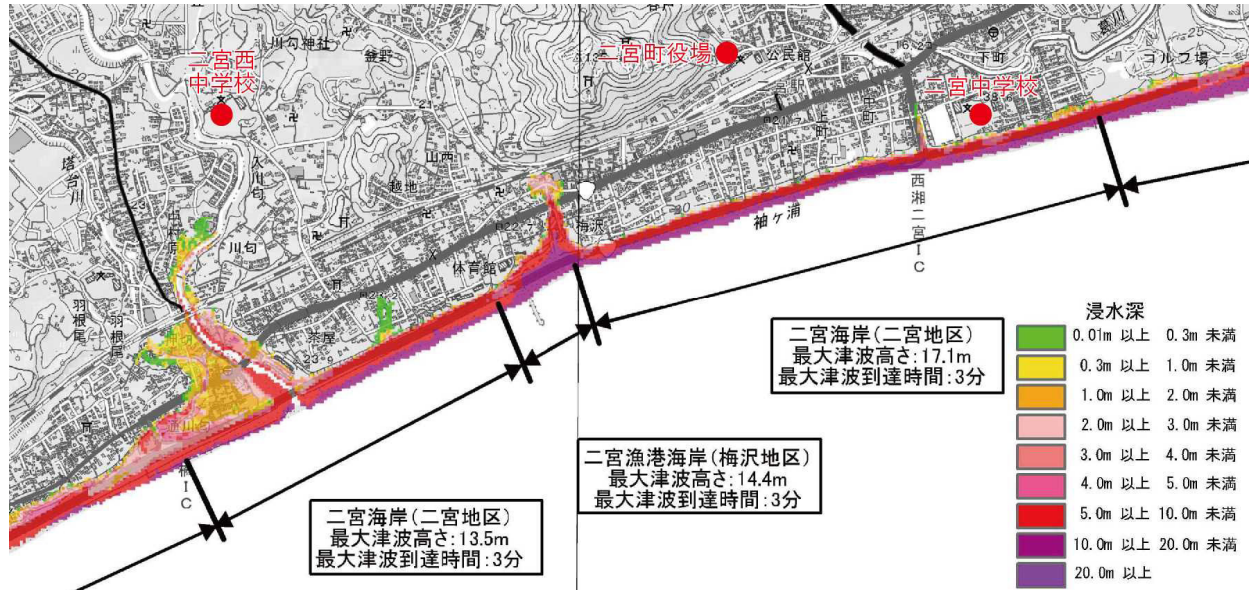 二宮西
中学校
川勾神社
釜野
二宮町役場
公民館
下町
ゴルフ場
葛川
二宮中学校
塔台川
入川匂
山西
越地
上町
中町
梅沢
袖ヶ浦
西湘二宮IC
川匂
体育館
茶屋
羽根尾
羽根尾
橘IC
二宮海岸(二宮地区)
最大津波高さ:17.1m
最大津波到達時間:3分
二宮漁港海岸(梅沢地区)
最大津波高さ:14.4m
最大津波到達時間:3分
二宮海岸(二宮地区)
最大津波高さ:13.5m
最大津波到達時間:3分
浸水深
0.01m 以上 0.3m 未満
0.3m 以上 1.0m 未満
1.0m 以上 2.0m 未満
2.0m 以上 3.0m 未満
3.0m 以上 4.0m 未満
4.0m 以上 5.0m 未満
5.0m 以上 10.0m 未満
10.0m 以上 20.0m 未満
20.0m 以上